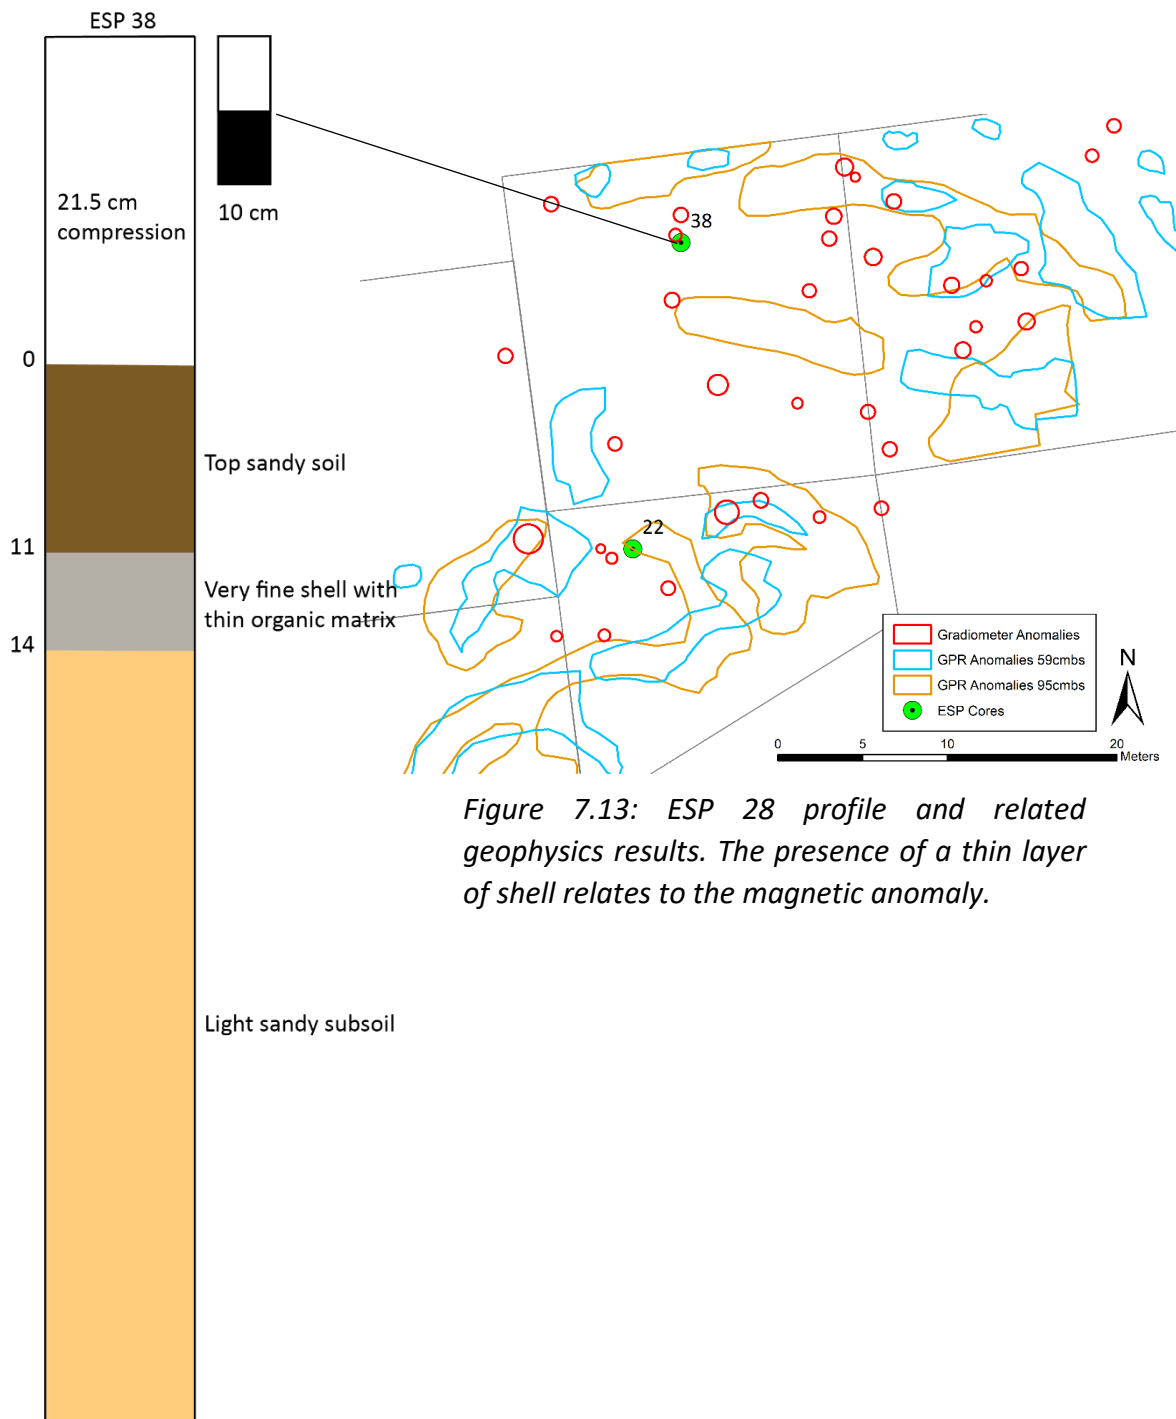 ESP 38
21.5 cm
compression
10 cm
0
Top sandy soil
11
Very fine shell with
thin organic matrix
14
Light sandy subsoil
38
22
Gradiometer Anomalies
GPR Anomalies 59cmbs
GPR Anomalies 95cmbs
ESP Cores
N
0 5 10 20
Meters
Figure 7.13: ESP 28 profile and related
geophysics results. The presence of a thin layer
of shell relates to the magnetic anomaly.